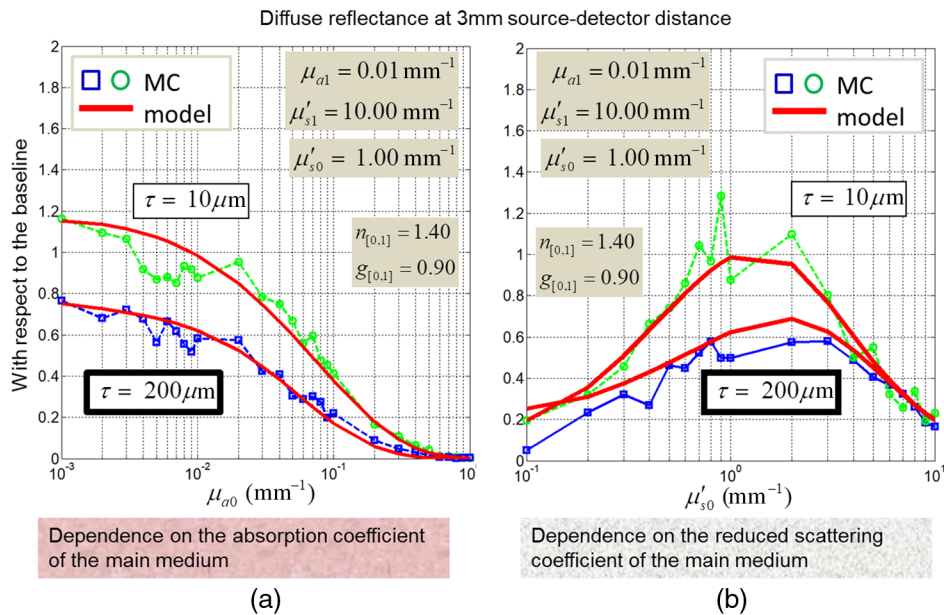 Diffuse reflectance at 3mm source-detector distance
With respect to the baseline
2
1.8
1.6
1.4
1.2
1
0.8
0.6
0.4
0.2
0
MC
model
μa1 = 0.01 mm⁻¹
μ′s1 = 10.00 mm⁻¹
μ′s0 = 1.00 mm⁻¹
τ = 10μm
n[0.1] = 1.40
g[0.1] = 0.90
τ = 200μm
10⁻³ 10⁻² 10⁻¹ 10
μa0 (mm⁻¹)
Dependence on the absorption coefficient
of the main medium
(a)
2
1.8
1.6
1.4
1.2
1
0.8
0.6
0.4
0.2
0
μa1 = 0.01 mm⁻¹
μ′s1 = 10.00 mm⁻¹
μ′s0 = 1.00 mm⁻¹
MC
model
τ = 10μm
n[0.1] = 1.40
g[0.1] = 0.90
τ = 200μm
10⁻¹ 10⁰ 10¹
μ′s0 (mm⁻¹)
Dependence on the reduced scattering
coefficient of the main medium
(b)